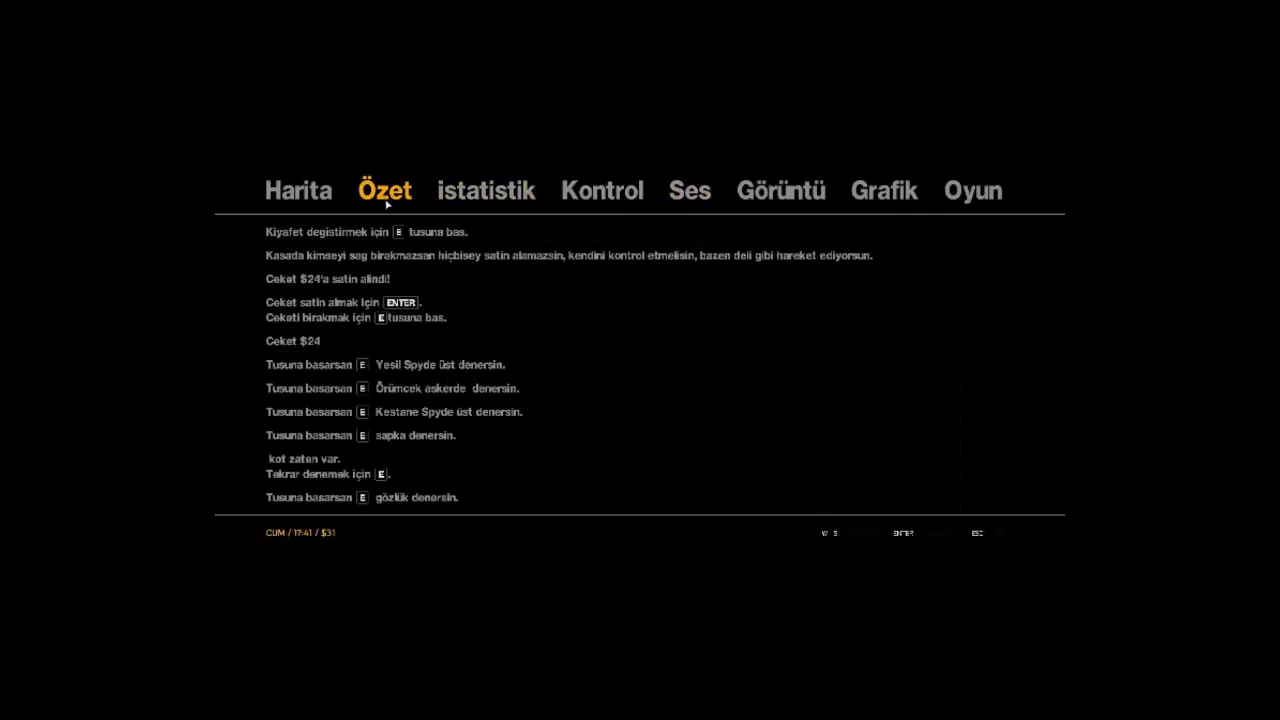 Harita Özet istatistik Kontrol Ses Görüntü Grafik Oyun
Kiyafet degistirmek için E tusuna bas.
Kasada kimseyi sag birakmazsan hiçbisey satin alamazsin, kendini kontrol etmelisin, bazen deli gibi hareket ediyorsun.
Ceket $24'a satin alindi!
Ceket satin almak için ENTER.
Ceketi birakmak için E tusuna bas.
Ceket $24
Tusuna basarsan E Yesil Spyde üst denersin.
Tusuna basarsan E Örümcek askerde denersin.
Tusuna basarsan E Kestane Spyde üst denersin.
Tusuna basarsan E sapka denersin.
kot zaten var.
Tekrar denemek için E.
Tusuna basarsan E gözlük denersin.
CUM / 17:41 / $31 W S ENTER ESC